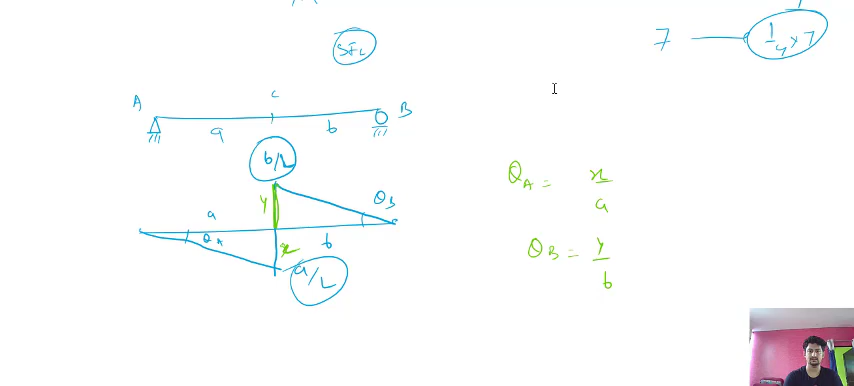 SFL
7
1/4 x 7
A
C
B
a
b
b/L
y
θB
a
θA
x
b
a/L
θA = x/a
θB = y/b